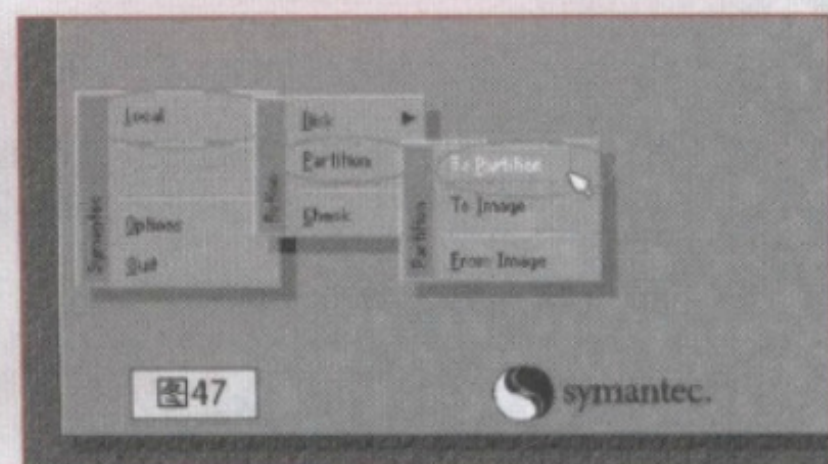 Local
Options
Quit
Symantec
Disk
Partition
Check
Action
To Partition
To Image
From Image
Partition
图47
symantec.